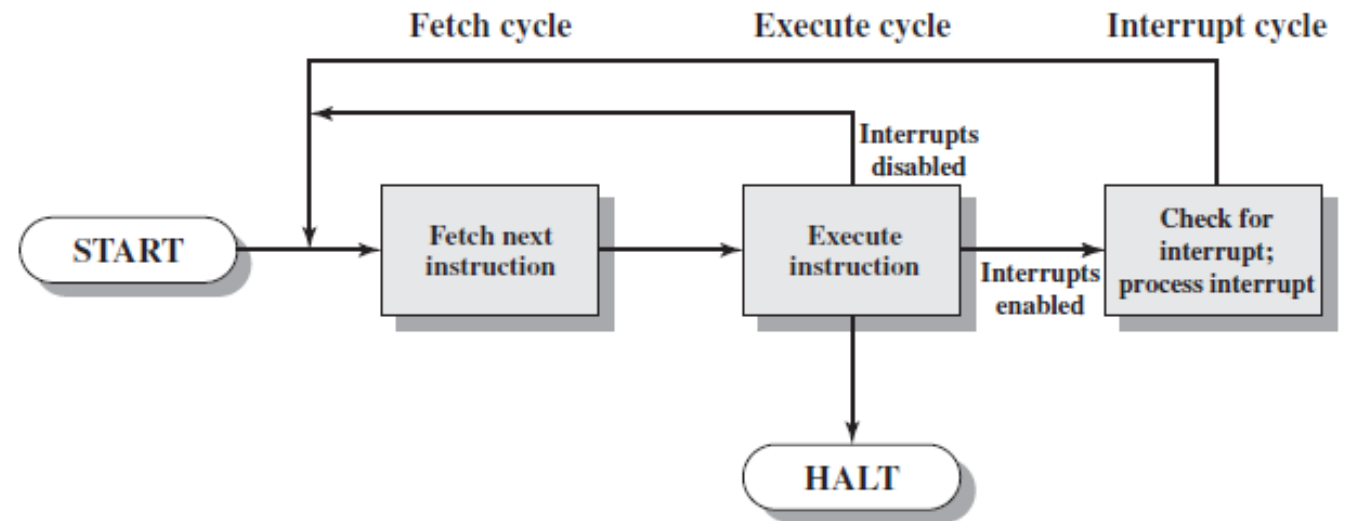 Fetch cycle
Execute cycle
Interrupt cycle
Interrupts
disabled
START
Fetch next
instruction
Execute
instruction
Interrupts
enabled
Check for
interrupt;
process interrupt
HALT